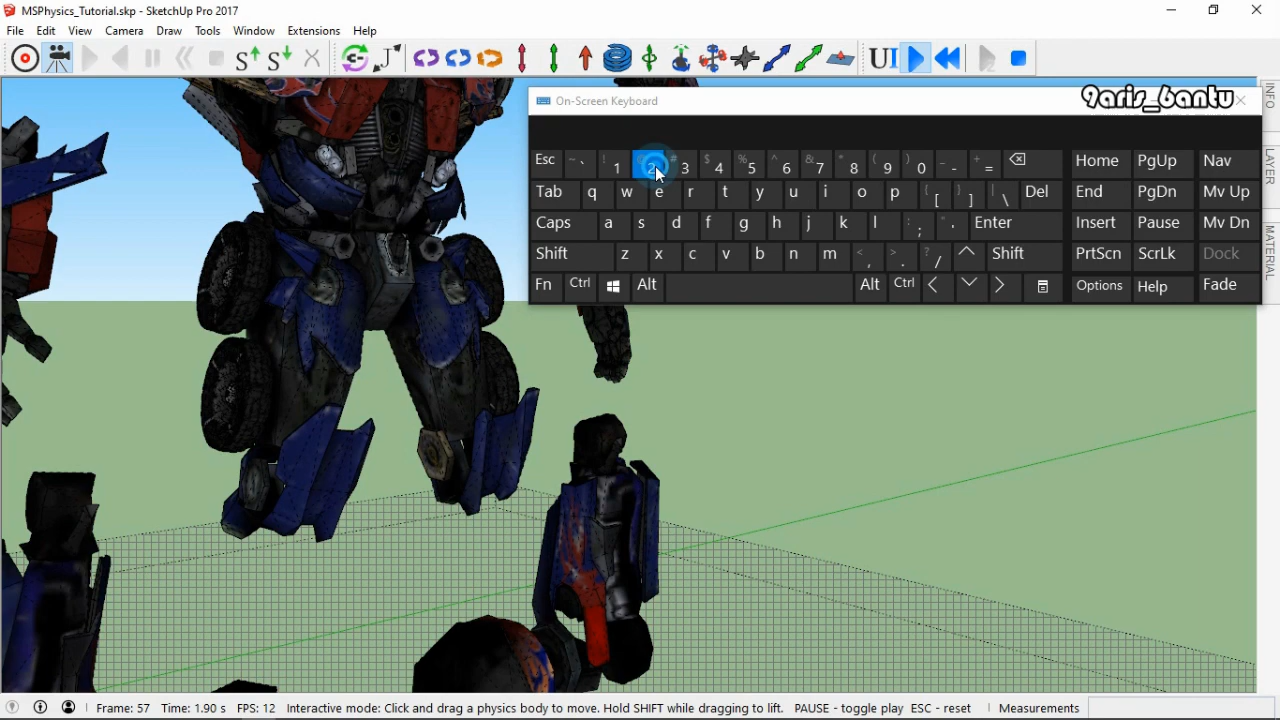 MSPhysics_Tutorial.skp - SketchUp Pro 2017
File Edit View Camera Draw Tools Window Extensions Help
UI
On-Screen Keyboard
9aris_6antu
Esc ~ ` ! 1 2 # 3 $ 4 % 5 ^ 6 & 7 * 8 ( 9 ) 0 _ - + = Home PgUp Nav
Tab q w e r t y u i o p { [ } ] | \ Del End PgDn Mv Up
Caps a s d f g h j k l : ; " ' Enter Insert Pause Mv Dn
Shift z x c v b n m < , > . ? / Shift PrtScn ScrLk Dock
Fn Ctrl Alt Alt Ctrl Options Help Fade
INFO
LAYER
MATERIAL
Frame: 57 Time: 1.90 s FPS: 12 Interactive mode: Click and drag a physics body to move. Hold SHIFT while dragging to lift. PAUSE - toggle play ESC - reset Measurements